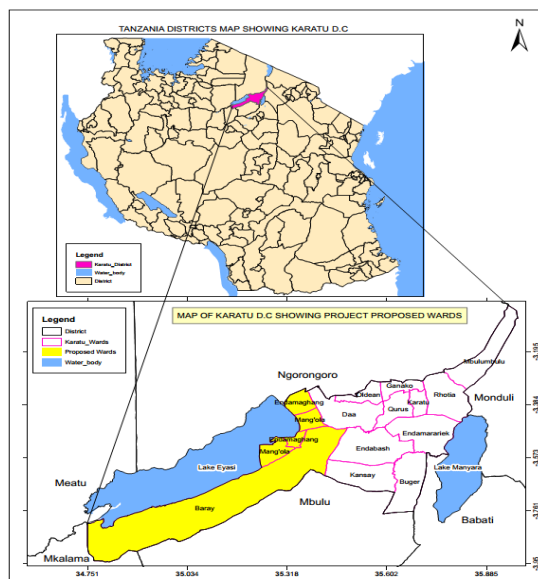 TANZANIA DISTRICTS MAP SHOWING KARATU D.C
N
Legend
Karatu_District
Water_body
District
Legend
District
Karatu_Wards
Proposed Wards
Water_body
MAP OF KARATU D.C SHOWING PROJECT PROPOSED WARDS
Mbulumbulu
Ngorongoro
Ganako
Oldean
Rhotia
Monduli
Endamaghang
Karatu
Qurus
Daa
Mang'ola
Endamarariek
Endamaghang
Endabash
Mang'ola
Lake Eyasi
Lake Manyara
Kansay
Buger
Meatu
Mbulu
Baray
Babati
Mkalama
34.751
35.034
35.318
35.602
35.885
-3.195
-3.384
-3.573
-3.761
-3.95